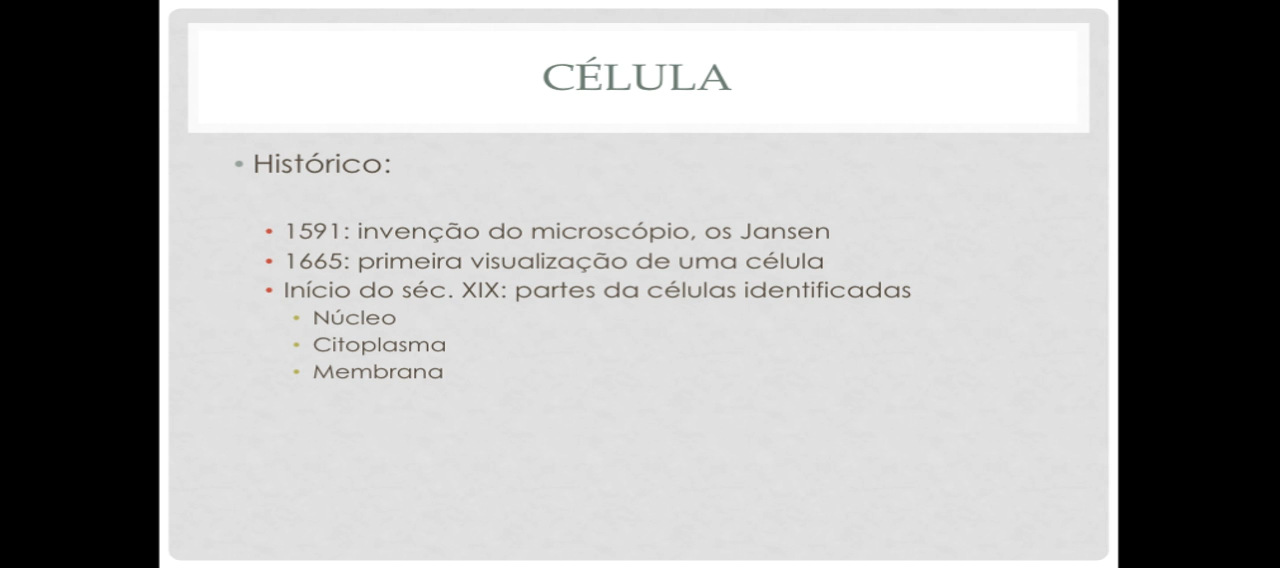 CÉLULA
• Histórico:
• 1591: invenção do microscópio, os Jansen
• 1665: primeira visualização de uma célula
• Início do séc. XIX: partes da células identificadas
• Núcleo
• Citoplasma
• Membrana